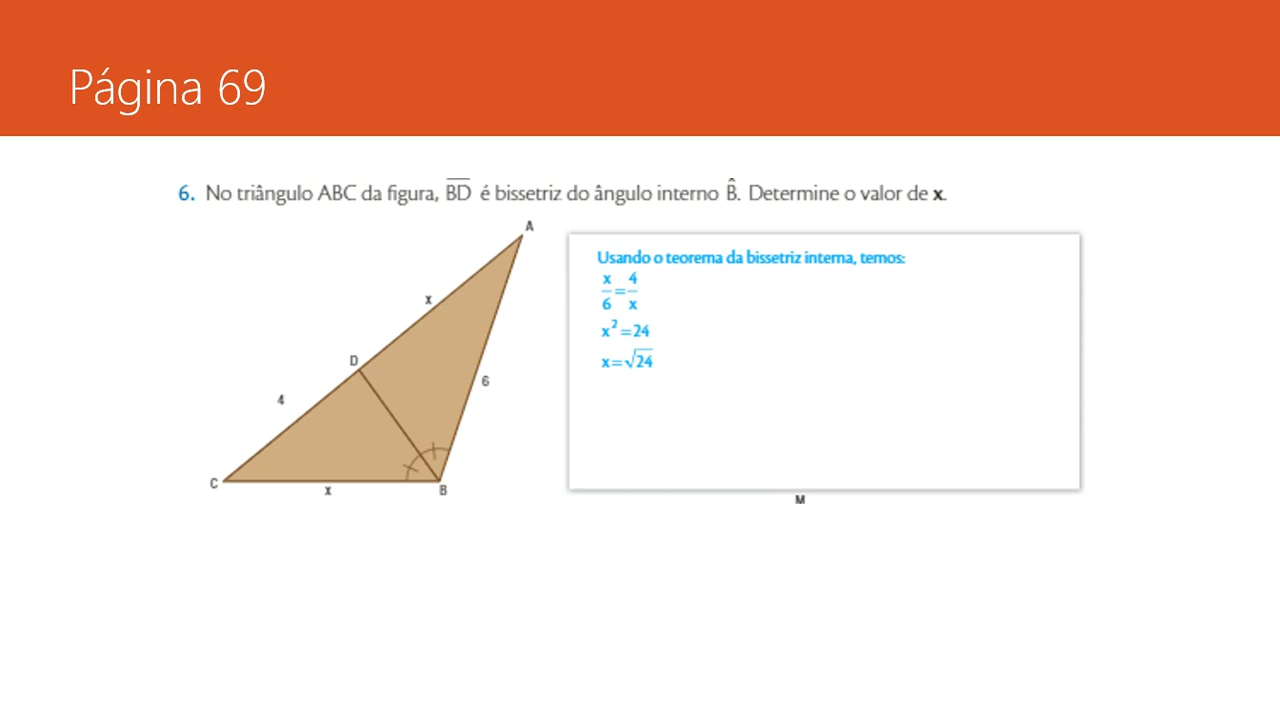 Página 69
6. No triângulo ABC da figura, B̅D̅ é bissetriz do ângulo interno B̂. Determine o valor de x.
A
x
D
6
4
C
x
B
Usando o teorema da bissetriz interna, temos:
x/6 = 4/x
x² = 24
x = √24
M